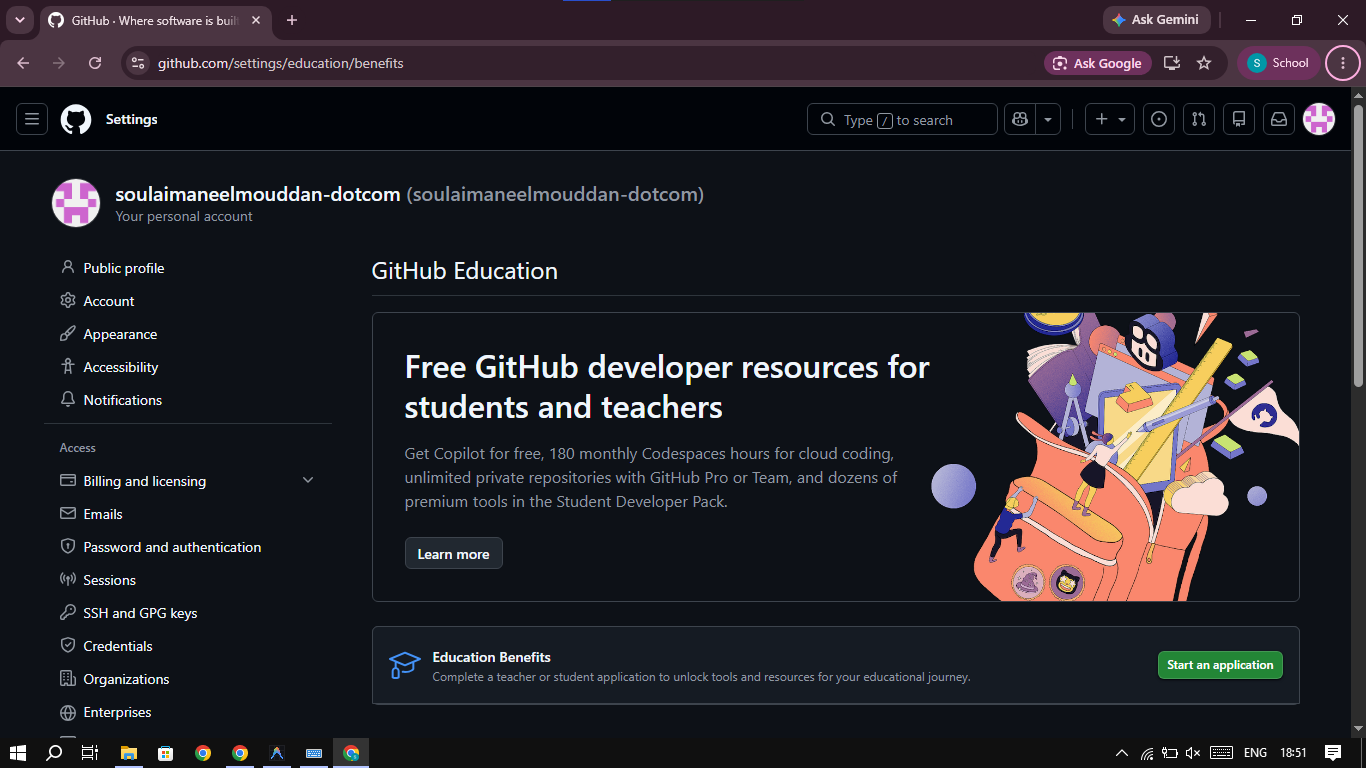 GitHub · Where software is buil
Ask Gemini
github.com/settings/education/benefits
Ask Google
S
School
Settings
Type / to search
soulaimaneelmouddan-dotcom (soulaimaneelmouddan-dotcom)
Your personal account
Public profile
Account
Appearance
Accessibility
Notifications
Access
Billing and licensing
Emails
Password and authentication
Sessions
SSH and GPG keys
Credentials
Organizations
Enterprises
GitHub Education
Free GitHub developer resources for
students and teachers
Get Copilot for free, 180 monthly Codespaces hours for cloud coding,
unlimited private repositories with GitHub Pro or Team, and dozens of
premium tools in the Student Developer Pack.
Learn more
Education Benefits
Complete a teacher or student application to unlock tools and resources for your educational journey.
Start an application
ENG
18:51